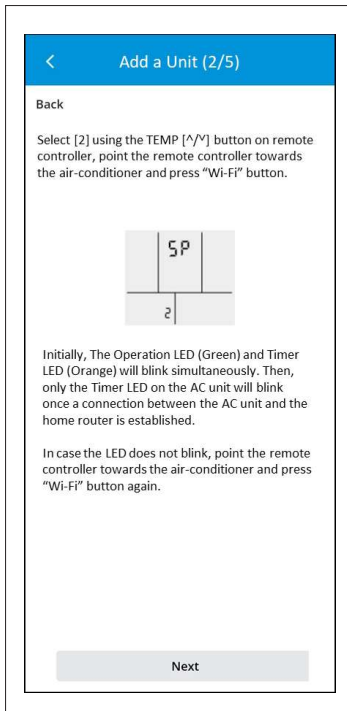 Add a Unit (2/5)
Back
Select [2] using the TEMP [^/˅] button on remote
controller, point the remote controller towards
the air-conditioner and press “Wi-Fi” button.
SP
2
Initially, The Operation LED (Green) and Timer
LED (Orange) will blink simultaneously. Then,
only the Timer LED on the AC unit will blink
once a connection between the AC unit and the
home router is established.
In case the LED does not blink, point the remote
controller towards the air-conditioner and press
“Wi-Fi” button again.
Next